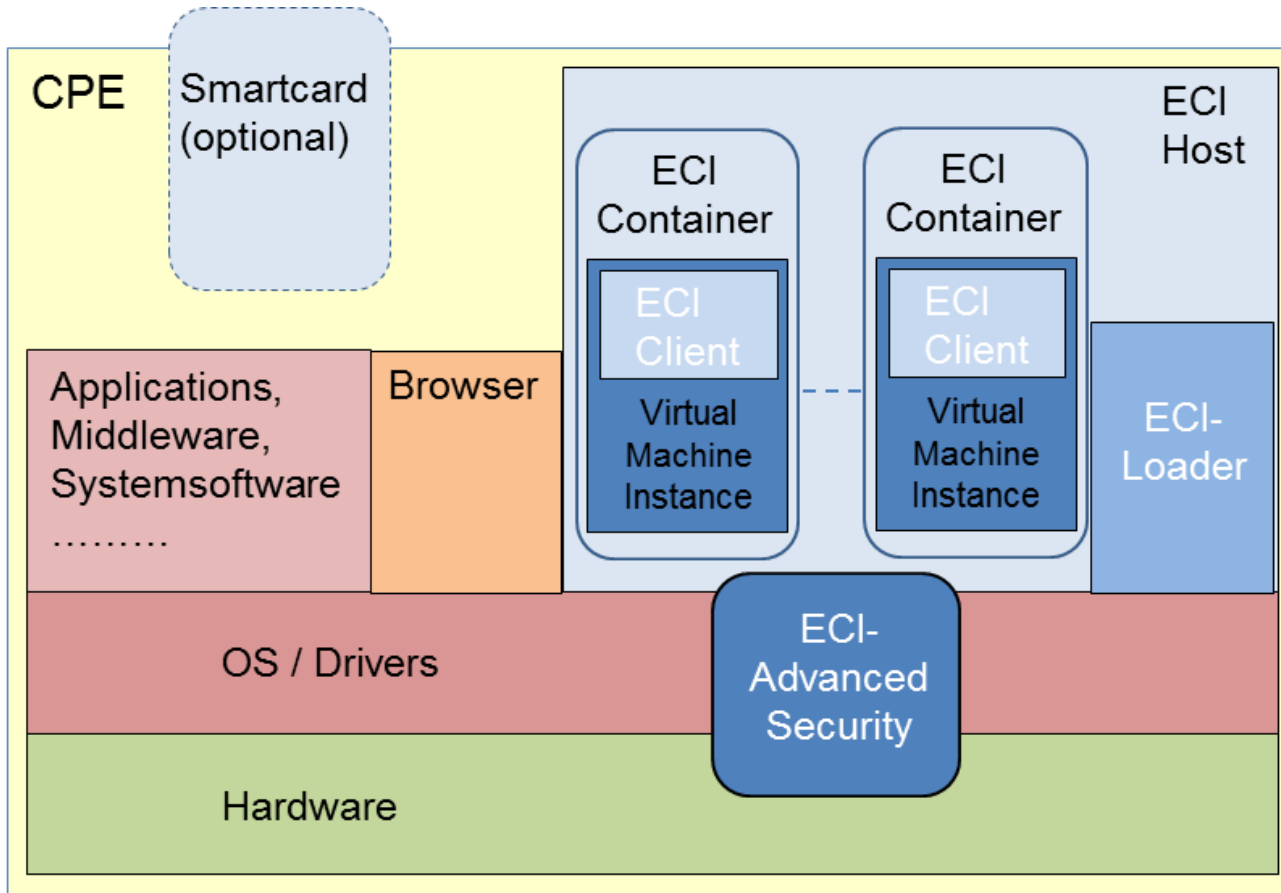 CPE
Smartcard
(optional)
ECI
Host
ECI
Container
ECI
Client
Virtual
Machine
Instance
ECI
Container
ECI
Client
Virtual
Machine
Instance
ECI-
Loader
Applications,
Middleware,
Systemsoftware
………
Browser
OS / Drivers
ECI-
Advanced
Security
Hardware